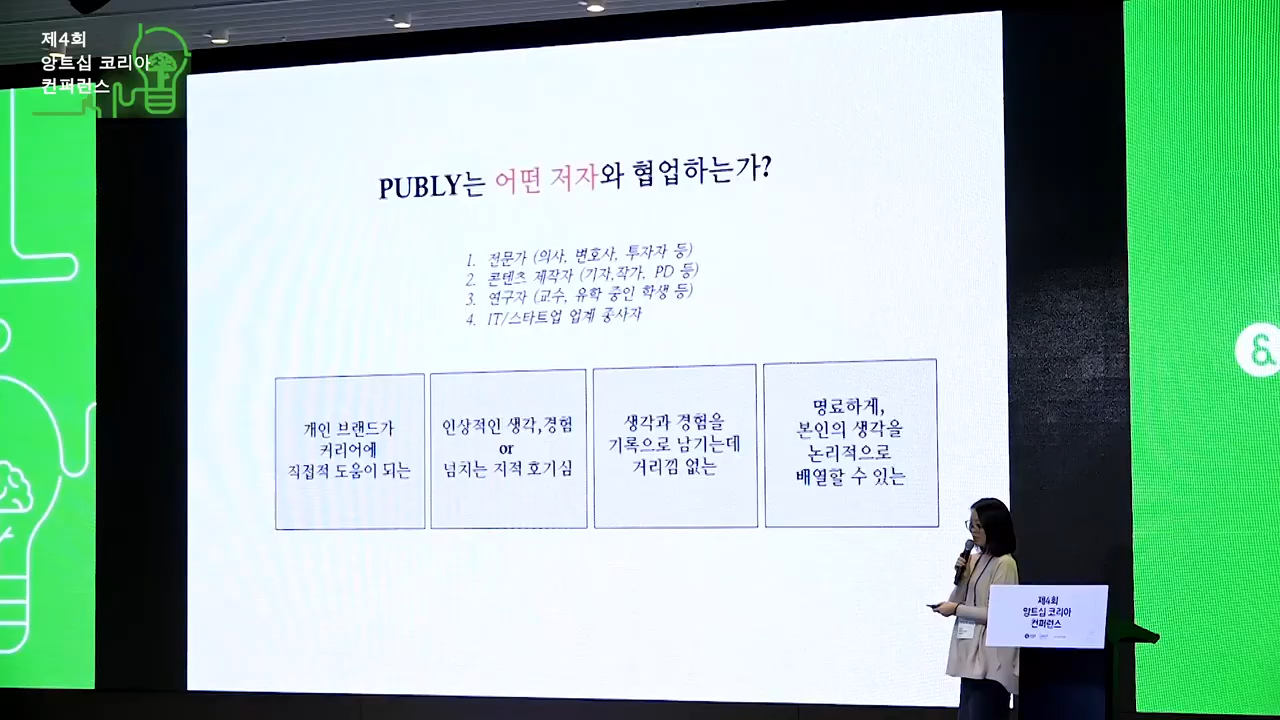 제4회
앙트십 코리아
컨퍼런스
PUBLY는 어떤 저자와 협업하는가?
1. 전문가 (의사, 변호사, 투자자 등)
2. 콘텐츠 제작자 (기자,작가, PD 등)
3. 연구자 (교수, 유학 중인 학생 등)
4. IT/스타트업 업계 종사자
개인 브랜드가
커리어에
직접적 도움이 되는
인상적인 생각,경험
or
넘치는 지적 호기심
생각과 경험을
기록으로 남기는데
거리낌 없는
명료하게,
본인의 생각을
논리적으로
배열할 수 있는
&
제4회
앙트십 코리아
컨퍼런스